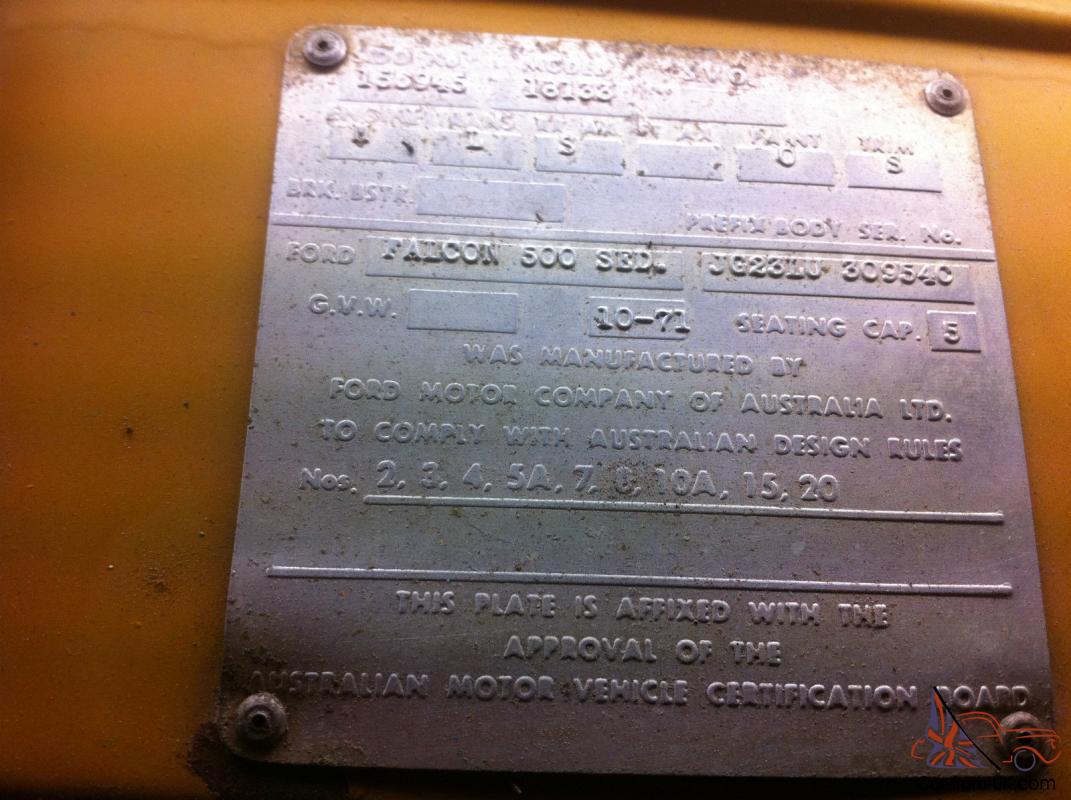 MODEL S.V.O.
156945 18133
TRANS
S O TRIM S
BRK. BSTR.
PREFIX BODY SER. No.
FORD FALCON 500 SED. JG23LU 30954C
G.V.W. 10-71 SEATING CAP. 5
WAS MANUFACTURED BY
FORD MOTOR COMPANY OF AUSTRALIA LTD.
TO COMPLY WITH AUSTRALIAN DESIGN RULES
Nos. 2, 3, 4, 5A, 7, 8, 10A, 15, 20
THIS PLATE IS AFFIXED WITH THE
APPROVAL OF THE
AUSTRALIAN MOTOR VEHICLE CERTIFICATION BOARD